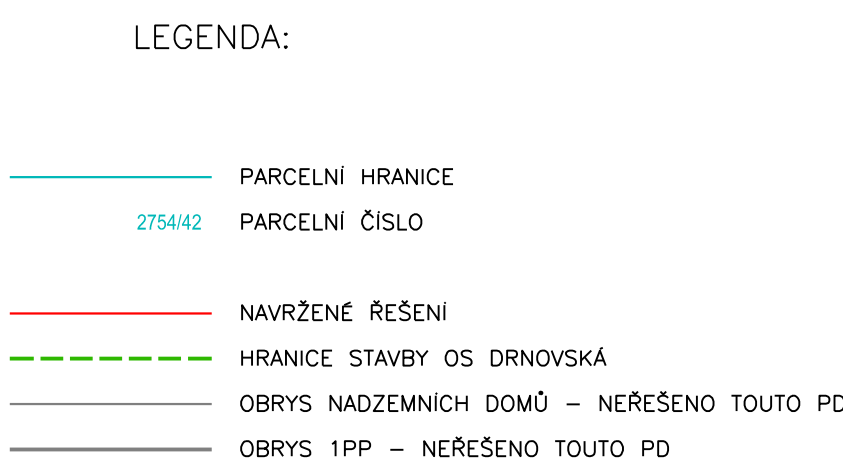 LEGENDA:
PARCELNÍ HRANICE
2754/42 PARCELNÍ ČÍSLO
NAVRŽENÉ ŘEŠENÍ
HRANICE STAVBY OS DRNOVSKÁ
OBRYS NADZEMNÍCH DOMŮ – NEŘEŠENO TOUTO PD
OBRYS 1PP – NEŘEŠENO TOUTO PD